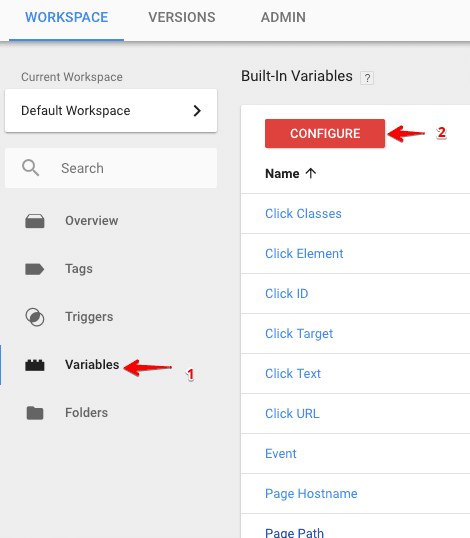 WORKSPACE VERSIONS ADMIN
Current Workspace
Default Workspace
Search
Overview
Tags
Triggers
Variables 1
Folders
Built-In Variables ?
CONFIGURE 2
Name
Click Classes
Click Element
Click ID
Click Target
Click Text
Click URL
Event
Page Hostname
Page Path